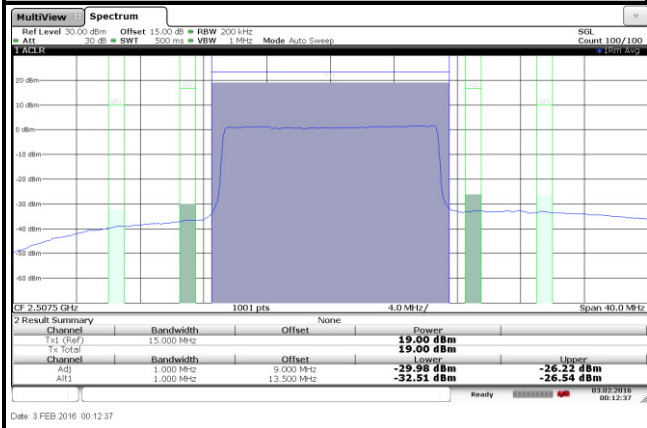 MultiView Spectrum
Ref Level 30.00 dBm Offset 15.00 dB RBW 200 kHz SGL
Att 30 dB SWT 500 ms VBW 1 MHz Mode Auto Sweep Count 100/100
1 ACLR 1Rm Avg
20 dBm
10 dBm
0 dBm
-10 dBm
-20 dBm
-30 dBm
-40 dBm
-50 dBm
-60 dBm
CF 2.5075 GHz 1001 pts 4.0 MHz/ Span 40.0 MHz
2 Result Summary None
Channel Bandwidth Offset Power
Tx1 (Ref) 15.000 MHz 19.00 dBm
Tx Total 19.00 dBm
Channel Bandwidth Offset Lower Upper
Adj 1.000 MHz 9.000 MHz -29.98 dBm -26.22 dBm
Alt1 1.000 MHz 13.500 MHz -32.51 dBm -26.54 dBm
Ready 03.02.2016
00:12:37
Date: 3.FEB.2016 00:12:37